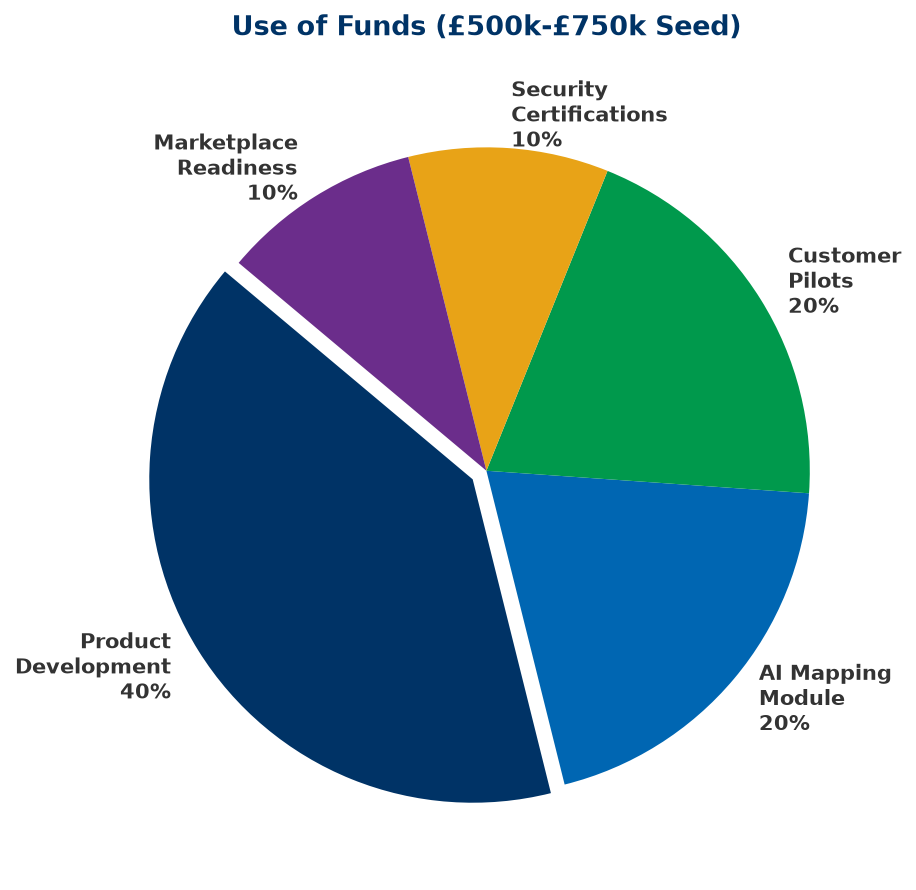 Use of Funds (£500k-£750k Seed)
Security
Certifications
10%
Marketplace
Readiness
10%
Customer
Pilots
20%
Product
Development
40%
AI Mapping
Module
20%